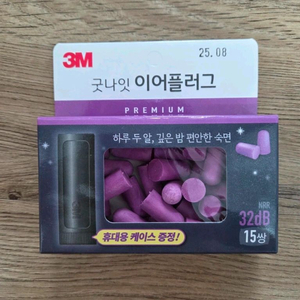 25.08
3M
굿나잇 이어플러그
PREMIUM
하루 두 알, 깊은 밤 편안한 숙면
NRR
32dB
15쌍
휴대용 케이스 증정!